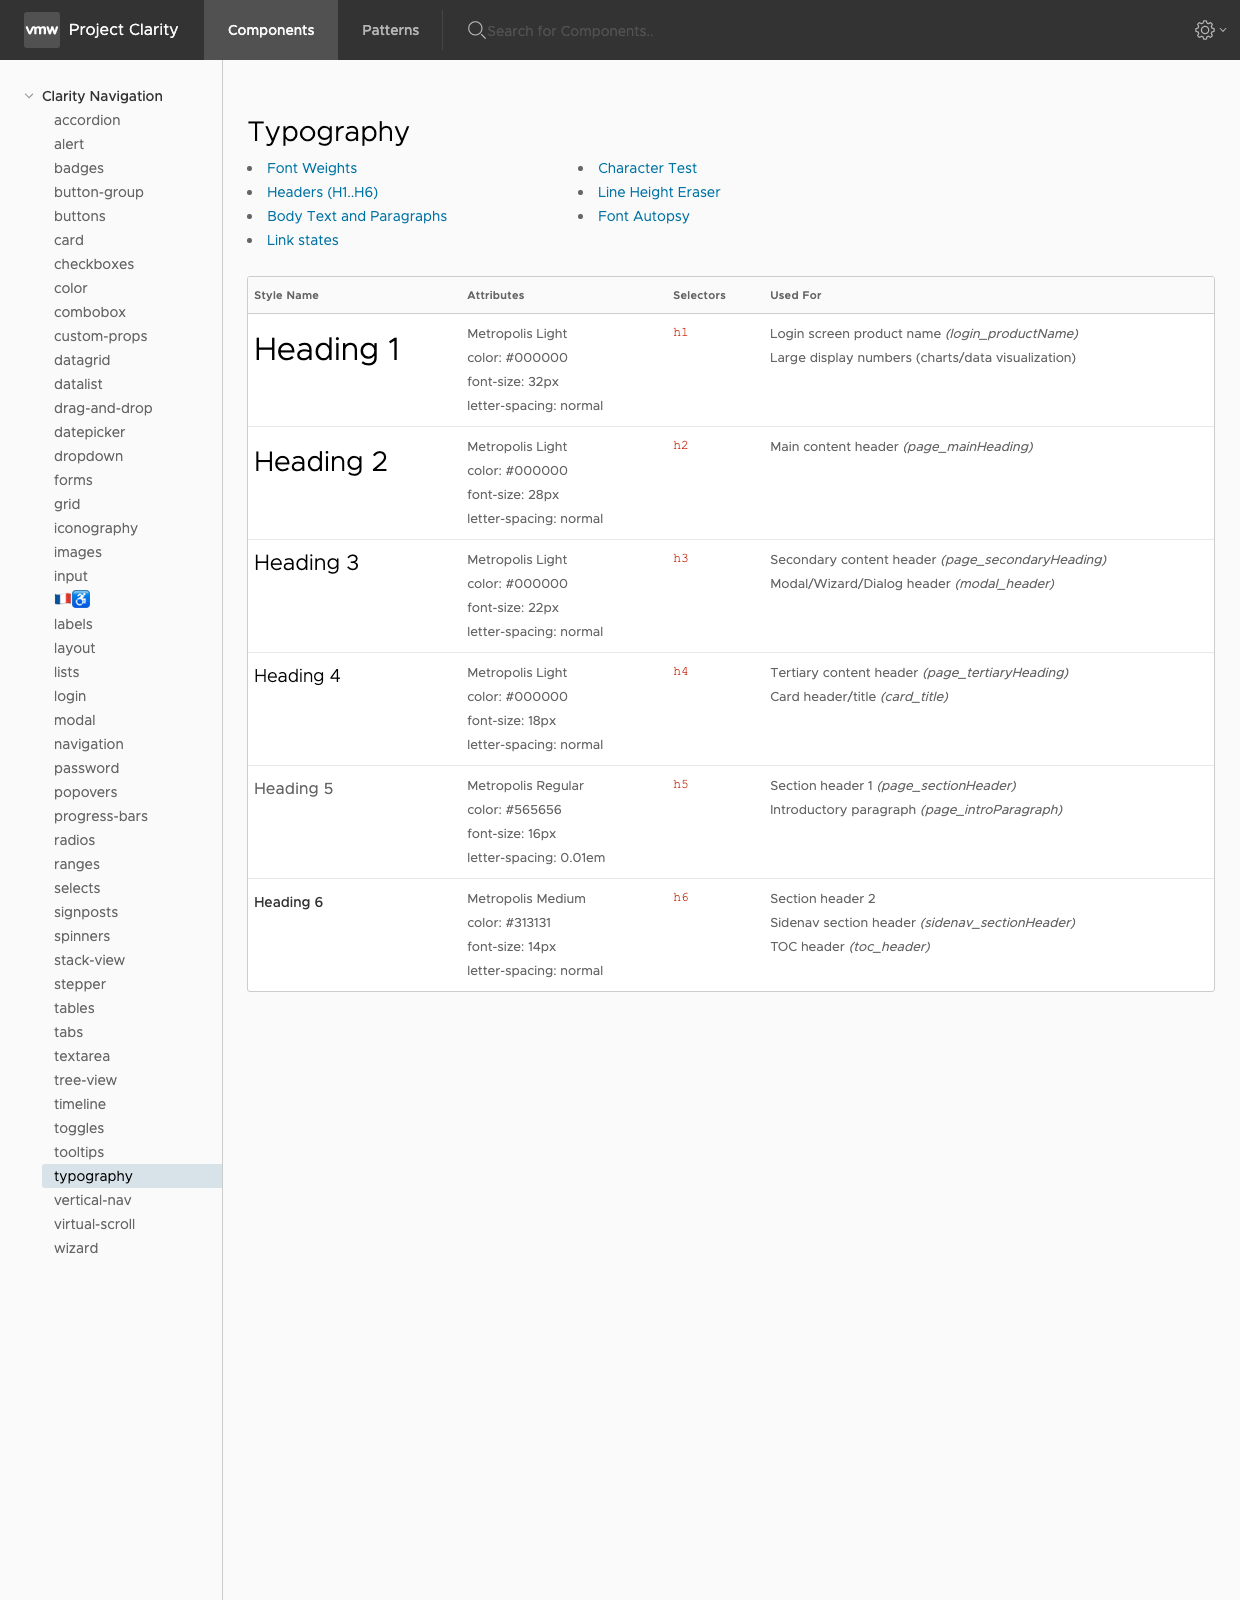 vmw Project Clarity Components Patterns Search for Components..
Clarity Navigation
accordion
alert
badges
button-group
buttons
card
checkboxes
color
combobox
custom-props
datagrid
datalist
drag-and-drop
datepicker
dropdown
forms
grid
iconography
images
input
🇫🇷♿
labels
layout
lists
login
modal
navigation
password
popovers
progress-bars
radios
ranges
selects
signposts
spinners
stack-view
stepper
tables
tabs
textarea
tree-view
timeline
toggles
tooltips
typography
vertical-nav
virtual-scroll
wizard
Typography
Font Weights
Headers (H1..H6)
Body Text and Paragraphs
Link states
Character Test
Line Height Eraser
Font Autopsy
Style Name Attributes Selectors Used For
Heading 1
Metropolis Light
color: #000000
font-size: 32px
letter-spacing: normal
h1
Login screen product name (login_productName)
Large display numbers (charts/data visualization)
Heading 2
Metropolis Light
color: #000000
font-size: 28px
letter-spacing: normal
h2
Main content header (page_mainHeading)
Heading 3
Metropolis Light
color: #000000
font-size: 22px
letter-spacing: normal
h3
Secondary content header (page_secondaryHeading)
Modal/Wizard/Dialog header (modal_header)
Heading 4
Metropolis Light
color: #000000
font-size: 18px
letter-spacing: normal
h4
Tertiary content header (page_tertiaryHeading)
Card header/title (card_title)
Heading 5
Metropolis Regular
color: #565656
font-size: 16px
letter-spacing: 0.01em
h5
Section header 1 (page_sectionHeader)
Introductory paragraph (page_introParagraph)
Heading 6
Metropolis Medium
color: #313131
font-size: 14px
letter-spacing: normal
h6
Section header 2
Sidenav section header (sidenav_sectionHeader)
TOC header (toc_header)